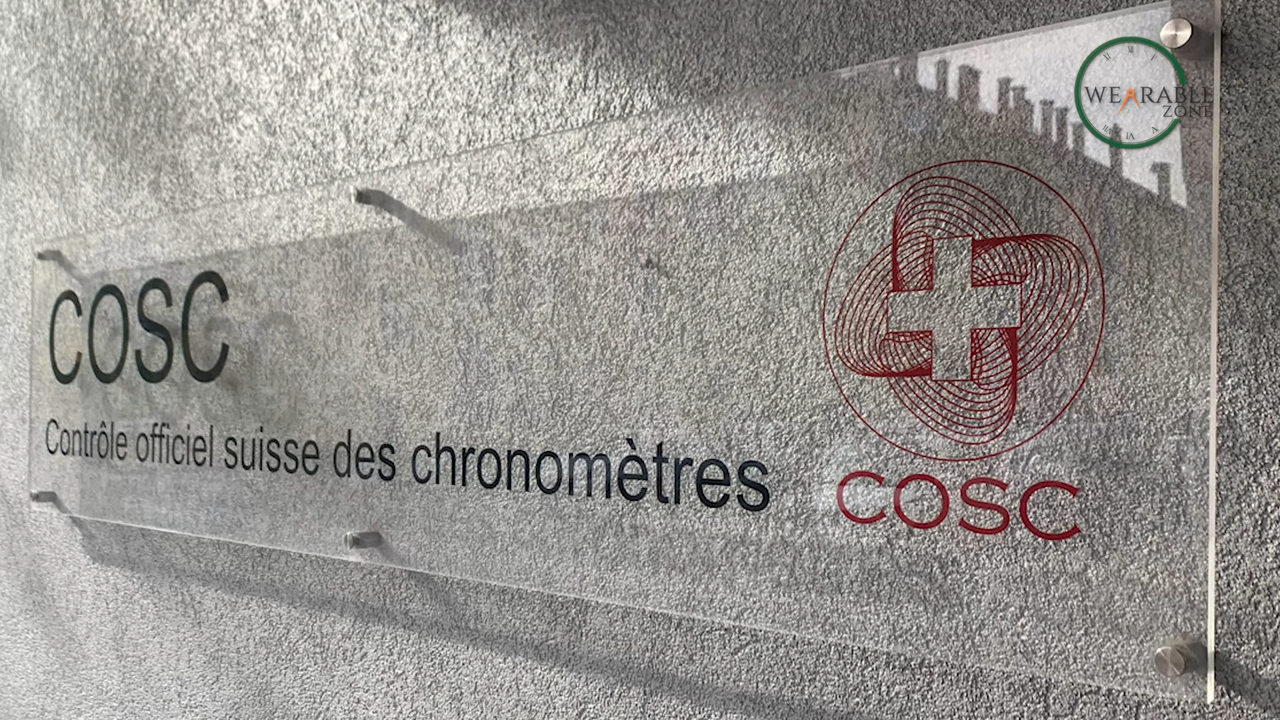 WEARABLE
ZONE
COSC
Contrôle officiel suisse des chronomètres
COSC